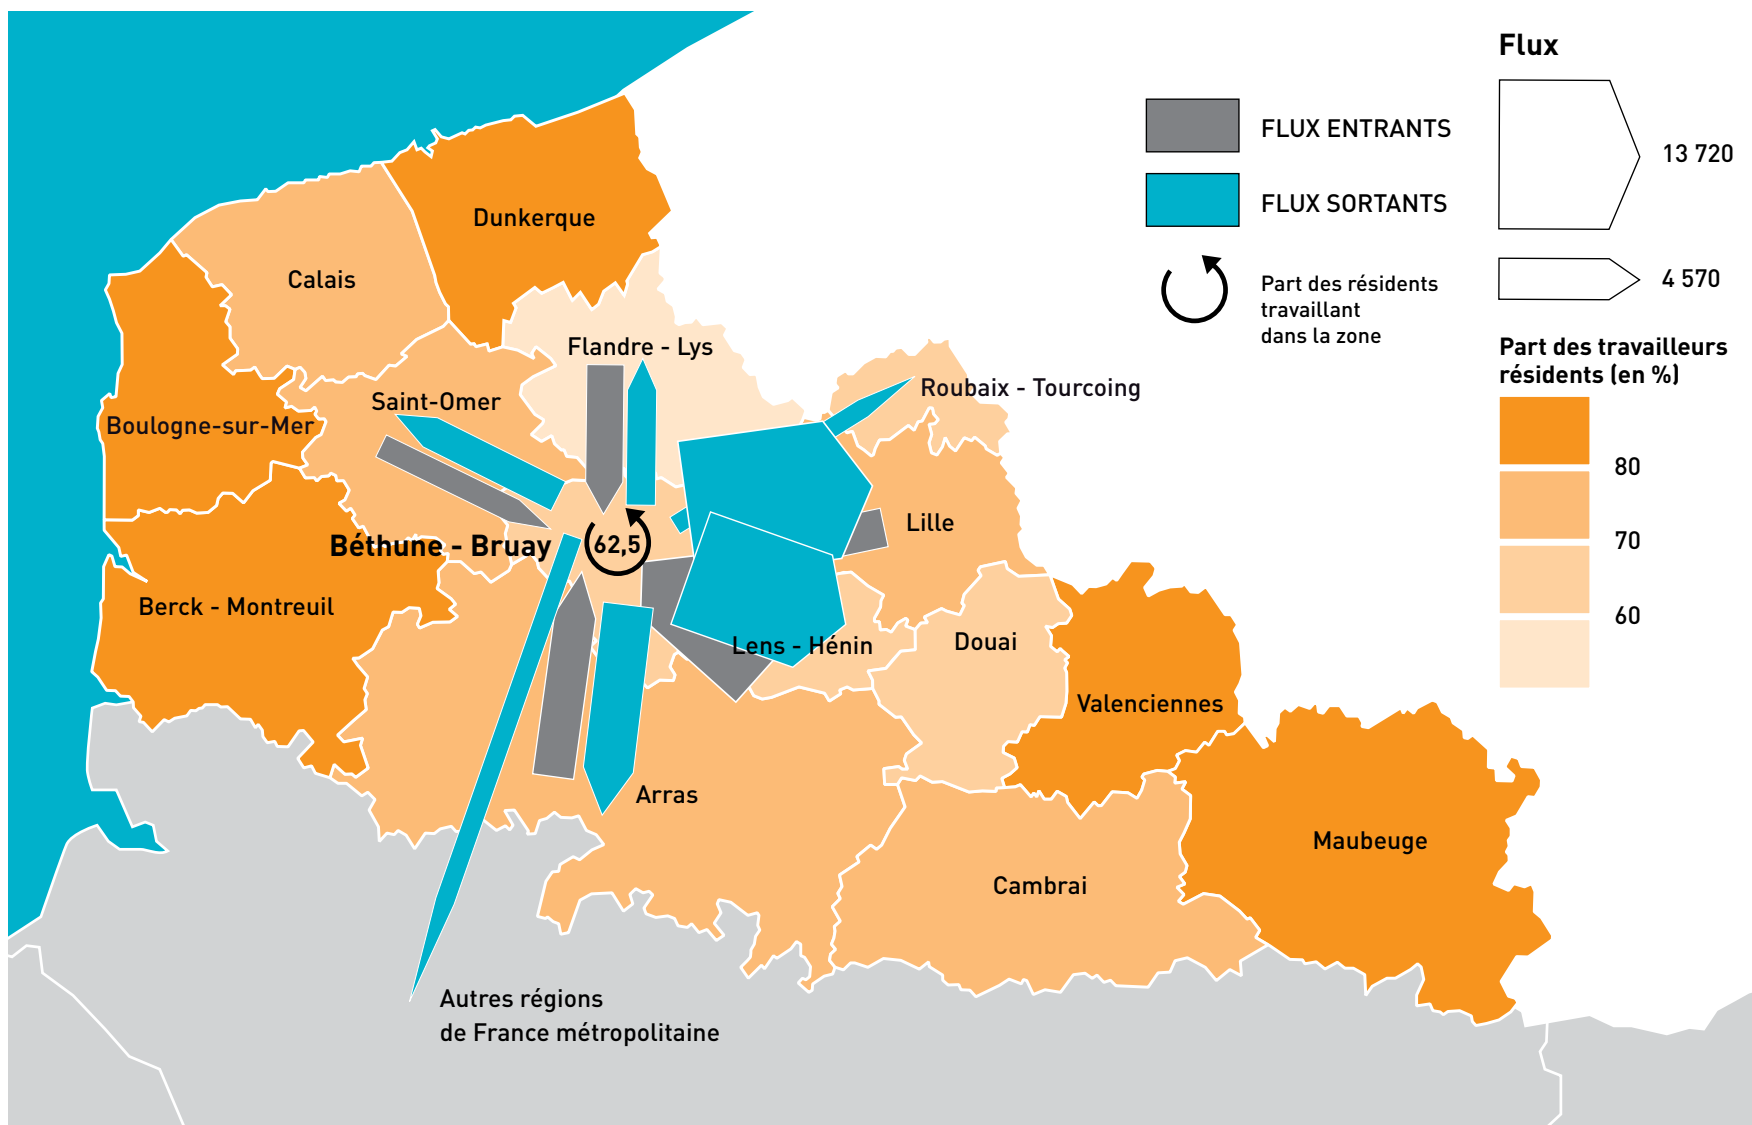 Flux
FLUX ENTRANTS
13 720
FLUX SORTANTS
4 570
Part des résidents
travaillant
dans la zone
Part des travailleurs
résidents (en %)
80
70
60
Dunkerque
Calais
Flandre - Lys
Saint-Omer
Roubaix - Tourcoing
Boulogne-sur-Mer
Lille
Béthune - Bruay
62,5
Berck - Montreuil
Lens - Hénin
Douai
Valenciennes
Arras
Maubeuge
Cambrai
Autres régions
de France métropolitaine